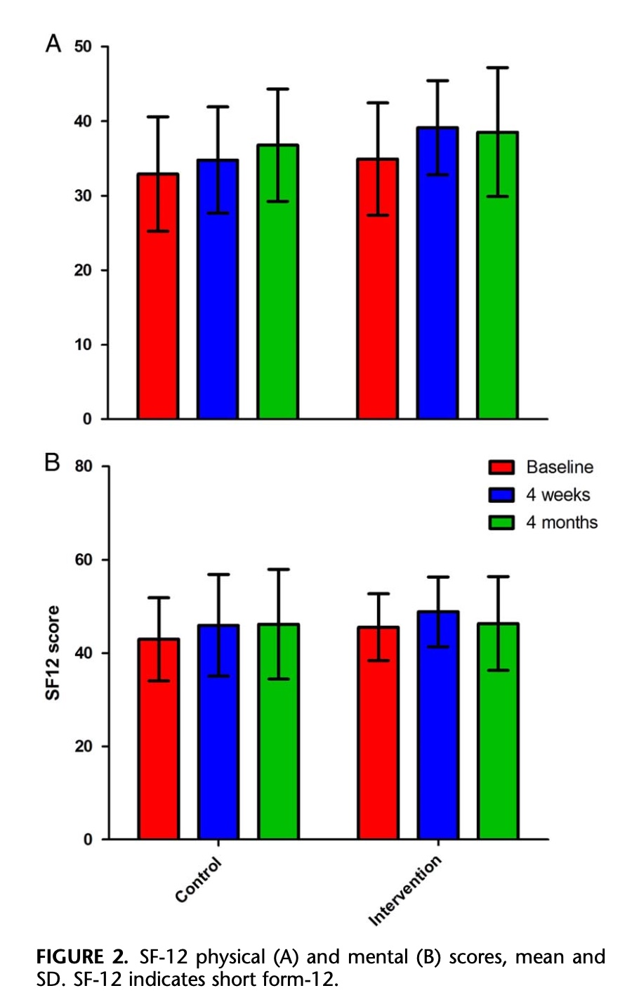 A
50
40
30
20
10
0
B
80
60
40
20
0
SF12 score
Baseline
4 weeks
4 months
Control
Intervention
FIGURE 2. SF-12 physical (A) and mental (B) scores, mean and
SD. SF-12 indicates short form-12.